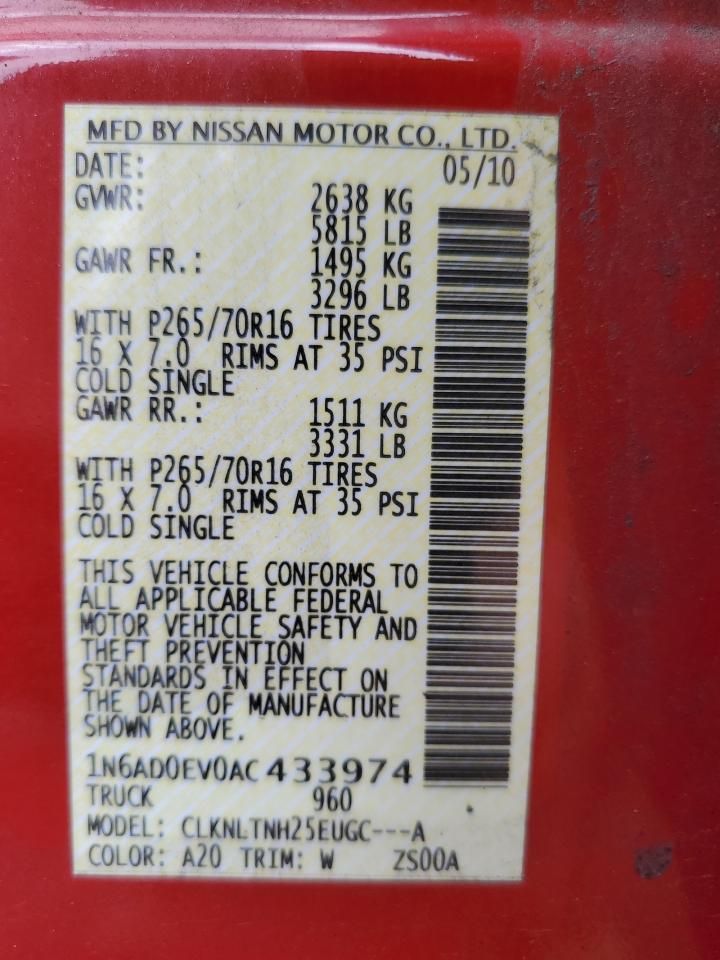 MFD BY NISSAN MOTOR CO., LTD.
DATE: 05/10
GVWR: 2638 KG
5815 LB
GAWR FR.: 1495 KG
3296 LB
WITH P265/70R16 TIRES
16 X 7.0 RIMS AT 35 PSI
COLD SINGLE
GAWR RR.: 1511 KG
3331 LB
WITH P265/70R16 TIRES
16 X 7.0 RIMS AT 35 PSI
COLD SINGLE
THIS VEHICLE CONFORMS TO
ALL APPLICABLE FEDERAL
MOTOR VEHICLE SAFETY AND
THEFT PREVENTION
STANDARDS IN EFFECT ON
THE DATE OF MANUFACTURE
SHOWN ABOVE.
1N6AD0EV0AC433974
TRUCK 960
MODEL: CLKNLTNH25EUGC---A
COLOR: A20 TRIM: W ZS00A